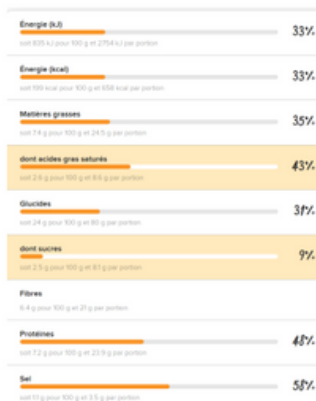 Énergie (kJ)
33%
soit 835 kJ pour 100 g et 2754 kJ par portion
Énergie (kcal)
33%
soit 199 kcal pour 100 g et 658 kcal par portion
Matières grasses
35%
soit 7.4 g pour 100 g et 24.5 g par portion
dont acides gras saturés
43%
soit 2.6 g pour 100 g et 8.6 g par portion
Glucides
31%
soit 24 g pour 100 g et 80 g par portion
dont sucres
9%
soit 2.5 g pour 100 g et 8.1 g par portion
Fibres
6.4 g pour 100 g et 21 g par portion
Protéines
48%
soit 7.2 g pour 100 g et 23.9 g par portion
Sel
58%
soit 1.1 g pour 100 g et 3.5 g par portion